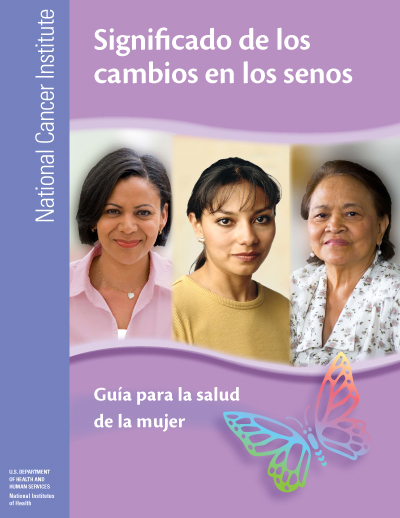 National Cancer Institute
Significado de los
cambios en los senos
Guía para la salud
de la mujer
U.S. DEPARTMENT
OF HEALTH AND
HUMAN SERVICES
National Institutes
of Health